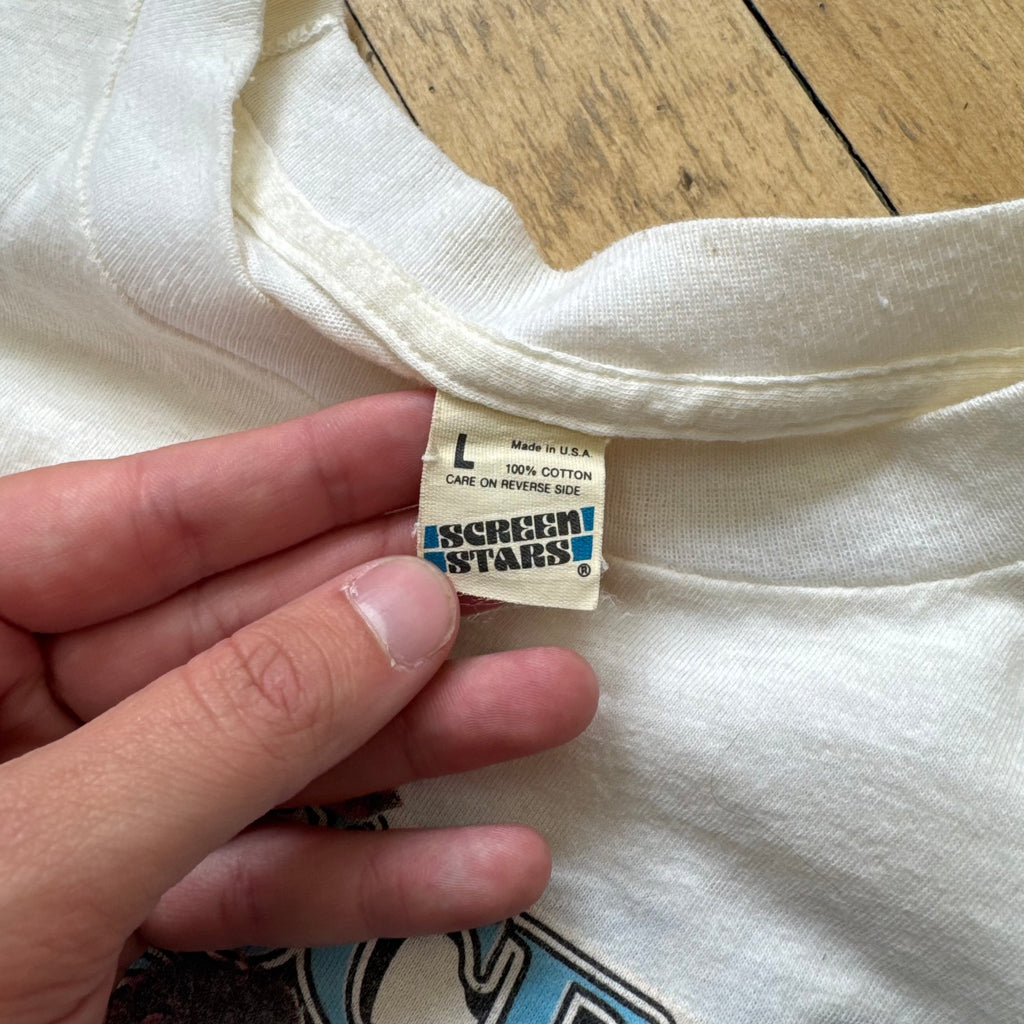 L
Made in U.S.A.
100% COTTON
CARE ON REVERSE SIDE
SCREEN
STARS
®